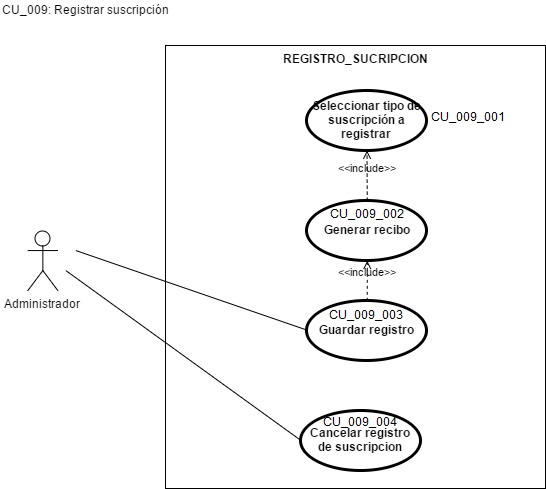 CU_009: Registrar suscripción
REGISTRO_SUCRIPCION
Seleccionar tipo de
suscripción a
registrar
CU_009_001
<<include>>
CU_009_002
Generar recibo
<<include>>
CU_009_003
Guardar registro
Administrador
CU_009_004
Cancelar registro
de suscripcion